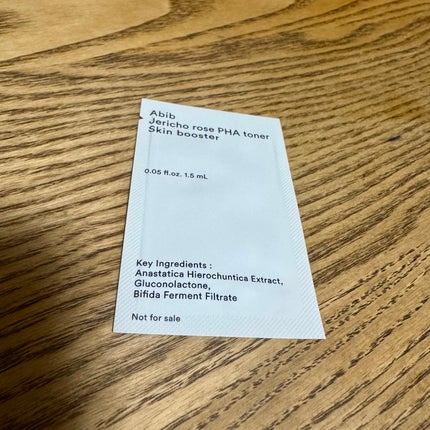 Abib
Jericho rose PHA toner
Skin booster
0.05 fl.oz. 1.5 mL
Key Ingredients :
Anastatica Hierochuntica Extract,
Gluconolactone,
Bifida Ferment Filtrate
Not for sale